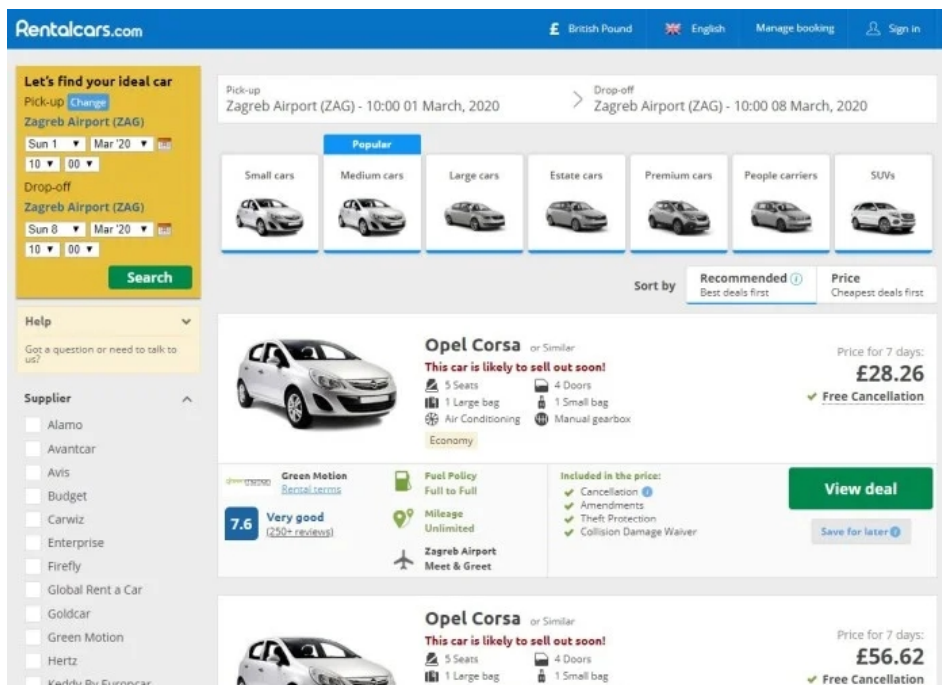 Rentalcars.com
£ British Pound
English
Manage booking
Sign in
Let's find your ideal car
Pick-up Change
Zagreb Airport (ZAG)
Sun 1 Mar '20
10 00
Drop-off
Zagreb Airport (ZAG)
Sun 8 Mar '20
10 00
Search
Help
Got a question or need to talk to
us?
Supplier
Alamo
Avantcar
Avis
Budget
Carwiz
Enterprise
Firefly
Global Rent a Car
Goldcar
Green Motion
Hertz
Keddy By Europcar
Pick-up
Zagreb Airport (ZAG) - 10:00 01 March, 2020
Drop-off
Zagreb Airport (ZAG) - 10:00 08 March, 2020
Popular
Small cars
Medium cars
Large cars
Estate cars
Premium cars
People carriers
SUVs
Sort by
Recommended
Best deals first
Price
Cheapest deals first
Opel Corsa or Similar
This car is likely to sell out soon!
5 Seats
4 Doors
1 Large bag
1 Small bag
Air Conditioning
Manual gearbox
Economy
Price for 7 days:
£28.26
Free Cancellation
Green Motion
Rental terms
7.6
Very good
(250+ reviews)
Fuel Policy
Full to Full
Mileage
Unlimited
Zagreb Airport
Meet & Greet
Included in the price:
Cancellation
Amendments
Theft Protection
Collision Damage Waiver
View deal
Save for later
Opel Corsa or Similar
This car is likely to sell out soon!
5 Seats
4 Doors
1 Large bag
1 Small bag
Price for 7 days:
£56.62
Free Cancellation